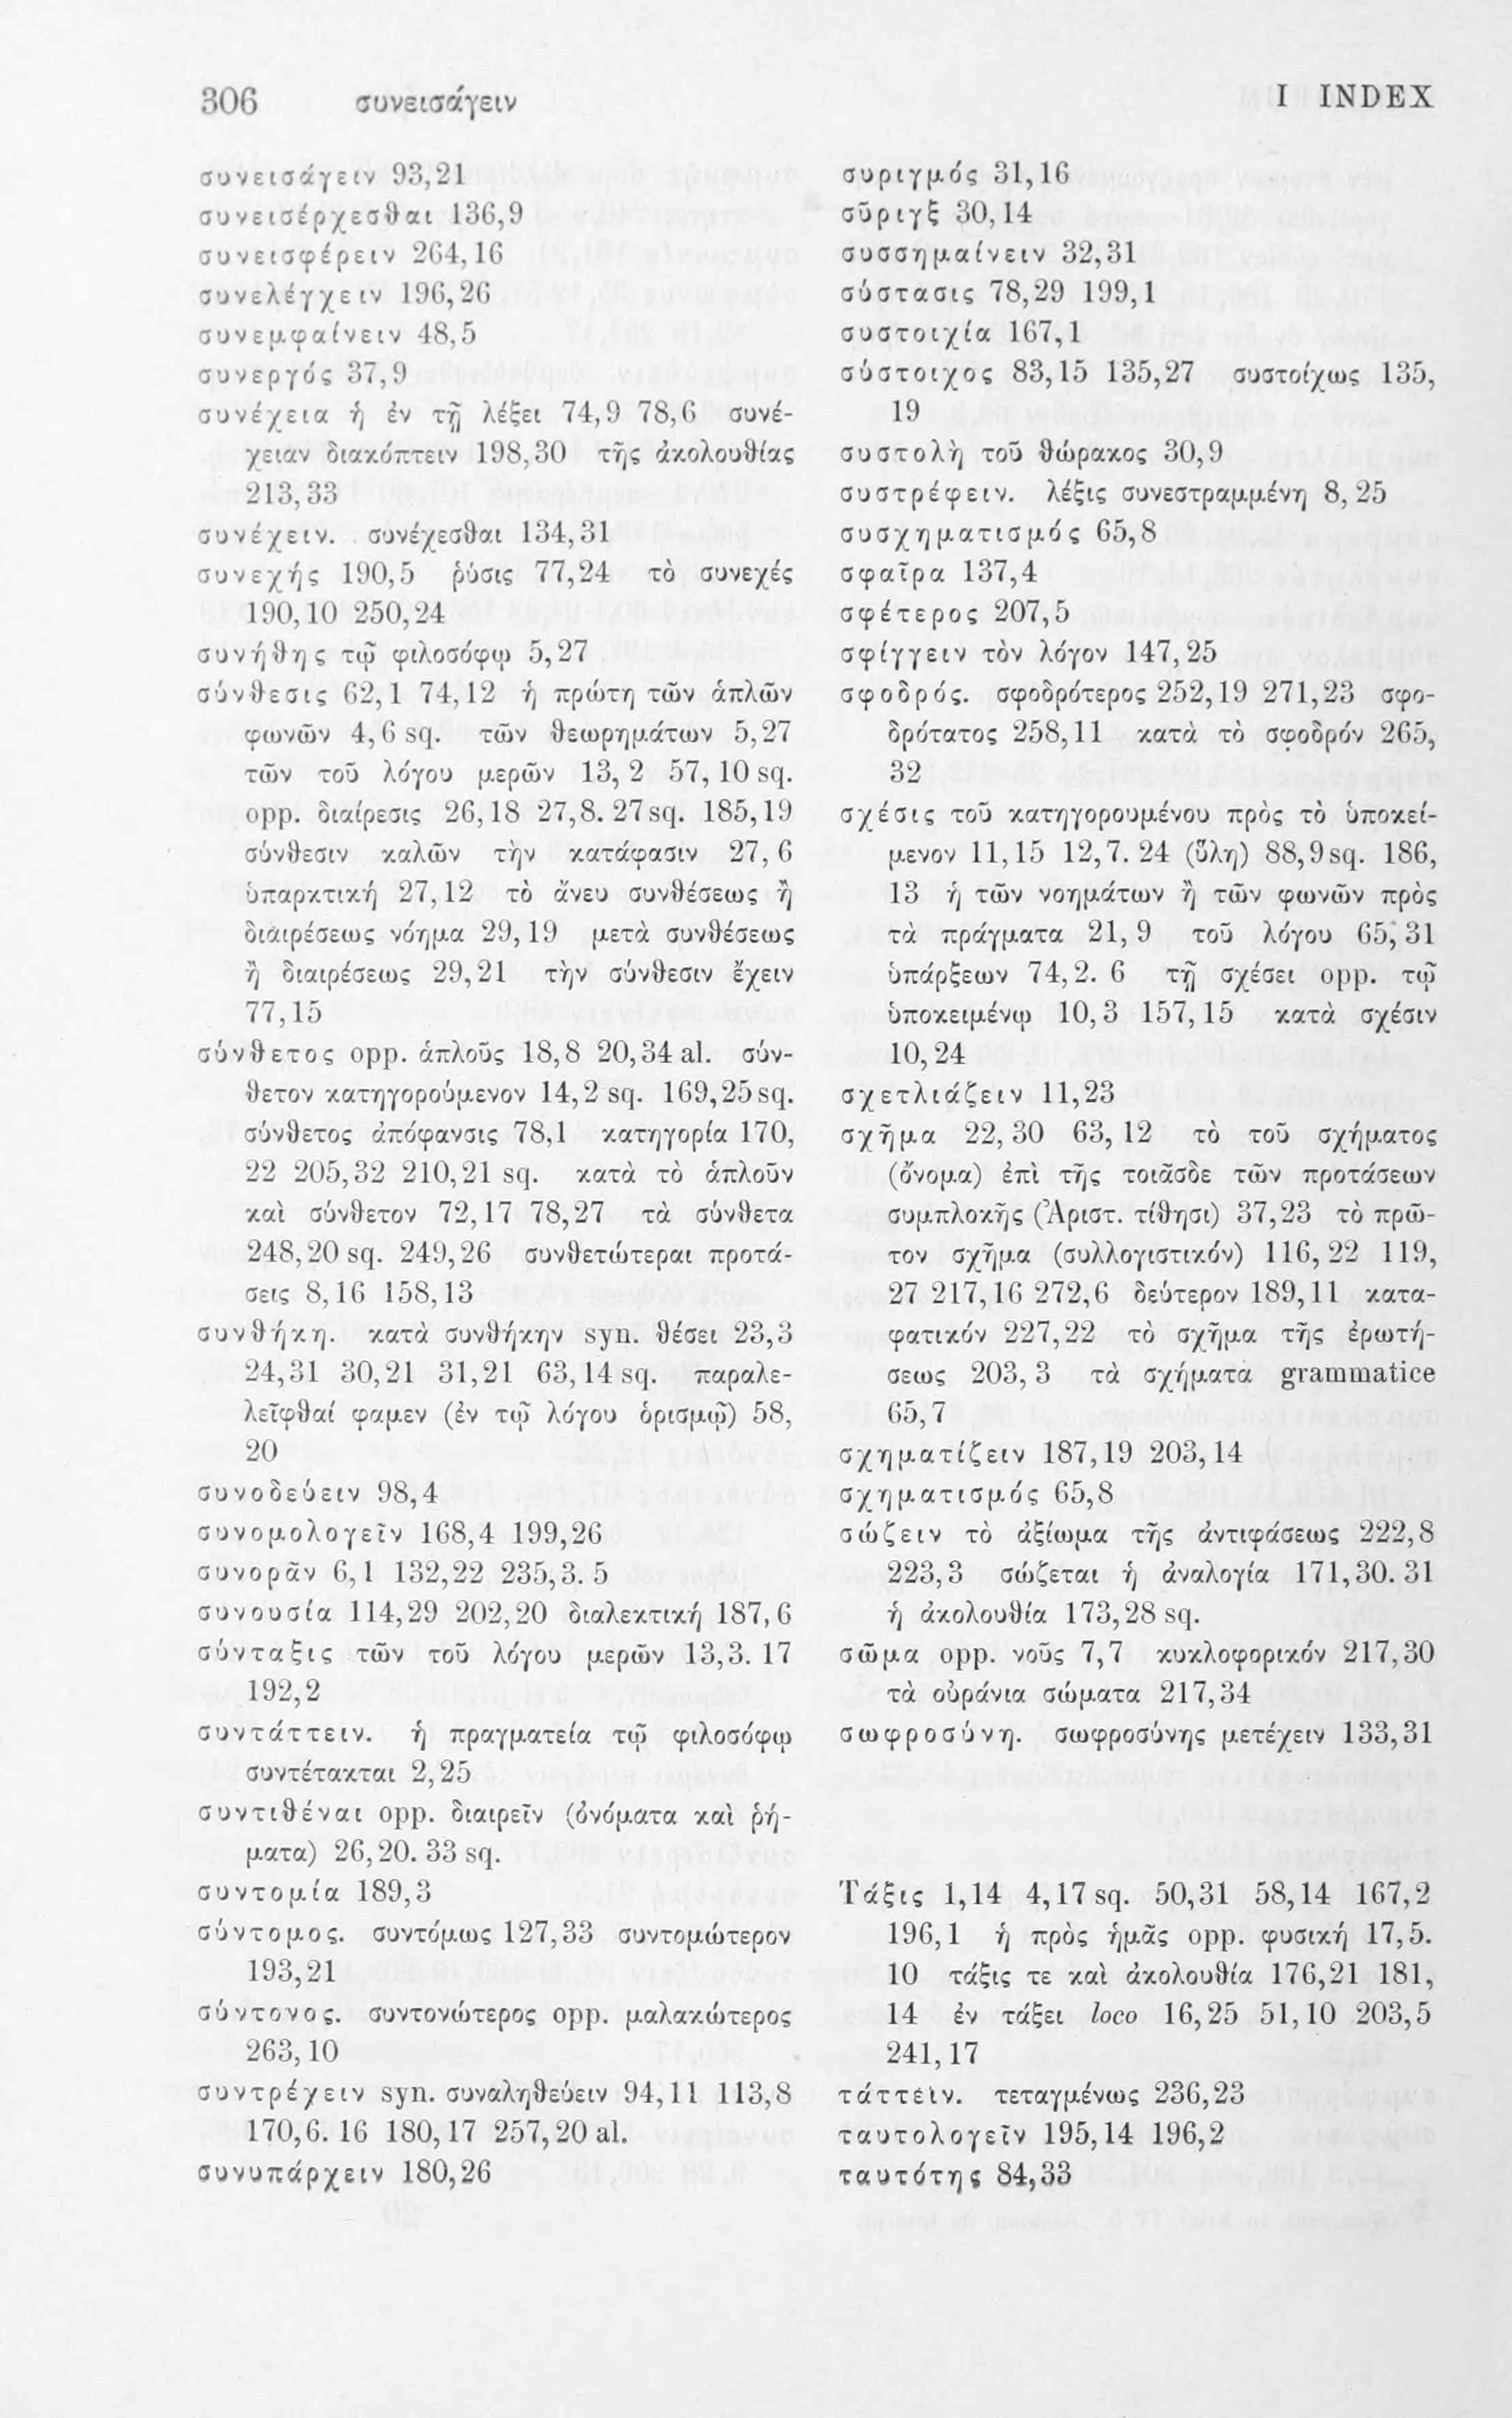 306 συνεισάγειν I INDEX
συνεισάγειν 93,21
συνεισέρχεσθαι 136,9
συνεισφέρειν 264,16
συνελέγχειν 196,26
συνεμφαίνειν 48,5
συνεργός 37,9
συνέχεια ἡ ἐν τῇ λέξει 74,9 78,6 συνέ-
χειαν διακόπτειν 198,30 τῆς ἀκολουθίας
213,33
συνέχειν. συνέχεσθαι 134,31
συνεχής 190,5 ῥύσις 77,24 τὸ συνεχές
190,10 250,24
συνήθης τῷ φιλοσόφῳ 5,27
σύνθεσις 62,1 74,12 ἡ πρώτη τῶν ἁπλῶν
φωνῶν 4,6 sq. τῶν θεωρημάτων 5,27
τῶν τοῦ λόγου μερῶν 13,2 57,10 sq.
opp. διαίρεσις 26,18 27,8. 27 sq. 185,19
σύνθεσιν καλῶν τὴν κατάφασιν 27,6
ὑπαρκτική 27,12 τὸ ἄνευ συνθέσεως ἢ
διαιρέσεως νόημα 29,19 μετὰ συνθέσεως
ἢ διαιρέσεως 29,21 τὴν σύνθεσιν ἔχειν
77,15
σύνθετος opp. ἁπλοῦς 18,8 20,34 al. σύν-
θετον κατηγορούμενον 14,2 sq. 169,25 sq.
σύνθετος ἀπόφανσις 78,1 κατηγορία 170,
22 205,32 210,21 sq. κατὰ τὸ ἁπλοῦν
καὶ σύνθετον 72,17 78,27 τὰ σύνθετα
248,20 sq. 249,26 συνθετώτεραι προτά-
σεις 8,16 158,13
συνθήκη. κατὰ συνθήκην syn. θέσει 23,3
24,31 30,21 31,21 63,14 sq. παραλε-
λεῖφθαί φαμεν (ἐν τῷ λόγου ὁρισμῷ) 58,
20
συνοδεύειν 98,4
συνομολογεῖν 168,4 199,26
συνορᾶν 6,1 132,22 235,3. 5
συνουσία 114,29 202,20 διαλεκτική 187,6
σύνταξις τῶν τοῦ λόγου μερῶν 13,3. 17
192,2
συντάττειν. ἡ πραγματεία τῷ φιλοσόφῳ
συντέτακται 2,25
συντιθέναι opp. διαιρεῖν (ὀνόματα καὶ ῥή-
ματα) 26,20. 33 sq.
συντομία 189,3
σύντομος. συντόμως 127,33 συντομώτερον
193,21
σύντονος. συντονώτερος opp. μαλακώτερος
263,10
συντρέχειν syn. συναληθεύειν 94,11 113,8
170,6. 16 180,17 257,20 al.
συνυπάρχειν 180,26
συριγμός 31,16
σῦριγξ 30,14
συσσημαίνειν 32,31
σύστασις 78,29 199,1
συστοιχία 167,1
σύστοιχος 83,15 135,27 συστοίχως 135,
19
συστολὴ τοῦ θώρακος 30,9
συστρέφειν. λέξις συνεστραμμένη 8,25
συσχηματισμός 65,8
σφαῖρα 137,4
σφέτερος 207,5
σφίγγειν τὸν λόγον 147,25
σφοδρός. σφοδρότερος 252,19 271,23 σφο-
δρότατος 258,11 κατὰ τὸ σφοδρόν 265,
32
σχέσις τοῦ κατηγορουμένου πρὸς τὸ ὑποκεί-
μενον 11,15 12,7. 24 (ὕλη) 88,9 sq. 186,
13 ἡ τῶν νοημάτων ἢ τῶν φωνῶν πρὸς
τὰ πράγματα 21,9 τοῦ λόγου 65,31
ὑπάρξεων 74,2. 6 τῇ σχέσει opp. τῷ
ὑποκειμένῳ 10,3 157,15 κατὰ σχέσιν
10,24
σχετλιάζειν 11,23
σχῆμα 22,30 63,12 τὸ τοῦ σχήματος
(ὄνομα) ἐπὶ τῆς τοιᾶσδε τῶν προτάσεων
συμπλοκῆς (Ἀριστ. τίθησι) 37,23 τὸ πρῶ-
τον σχῆμα (συλλογιστικόν) 116,22 119,
27 217,16 272,6 δεύτερον 189,11 κατα-
φατικόν 227,22 τὸ σχῆμα τῆς ἐρωτή-
σεως 203,3 τὰ σχήματα grammatice
65,7
σχηματίζειν 187,19 203,14
σχηματισμός 65,8
σώζειν τὸ ἀξίωμα τῆς ἀντιφάσεως 222,8
223,3 σώζεται ἡ ἀναλογία 171,30. 31
ἡ ἀκολουθία 173,28 sq.
σῶμα opp. νοῦς 7,7 κυκλοφορικόν 217,30
τὰ οὐράνια σώματα 217,34
σωφροσύνη. σωφροσύνης μετέχειν 133,31
Τάξις 1,14 4,17 sq. 50,31 58,14 167,2
196,1 ἡ πρὸς ἡμᾶς opp. φυσική 17,5.
10 τάξις τε καὶ ἀκολουθία 176,21 181,
14 ἐν τάξει loco 16,25 51,10 203,5
241,17
τάττειν. τεταγμένως 236,23
ταυτολογεῖν 195,14 196,2
ταυτότης 84,33